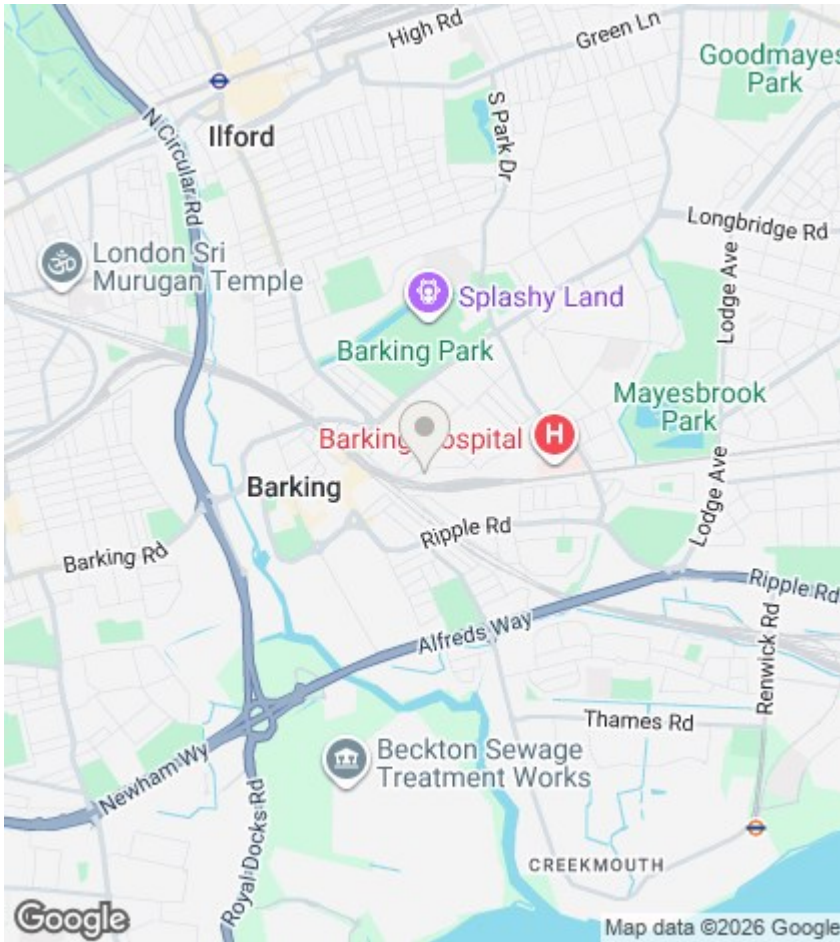 High Rd
Green Ln
Goodmayes
Park
N Circular Rd
Ilford
S Park Dr
Longbridge Rd
London Sri
Murugan Temple
Lodge Ave
Splashy Land
Barking Park
Mayesbrook
Park
Barking Hospital
H
Barking
Lodge Ave
Ripple Rd
Barking Rd
Ripple Rd
Alfreds Way
Renwick Rd
Thames Rd
Beckton Sewage
Treatment Works
Newham Wy
Royal Docks Rd
CREEKMOUTH
Google
Map data ©2026 Google